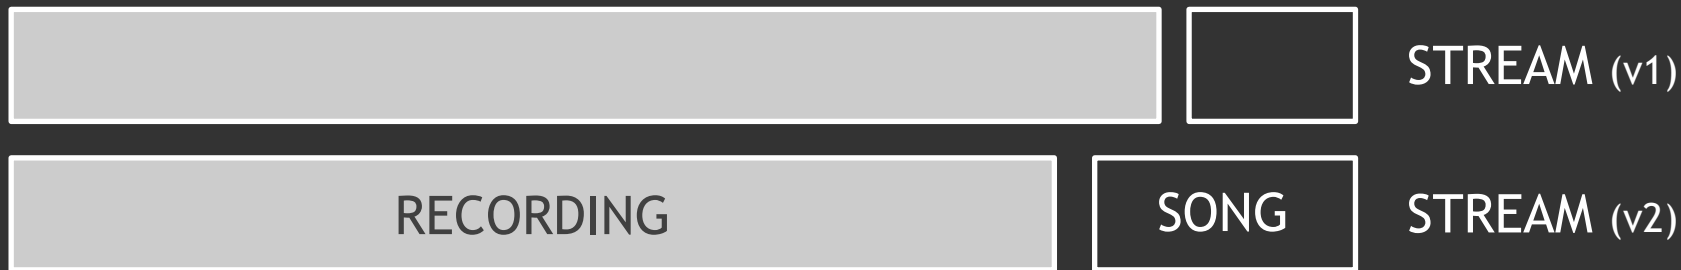 STREAM (v1)
RECORDING SONG STREAM (v2)